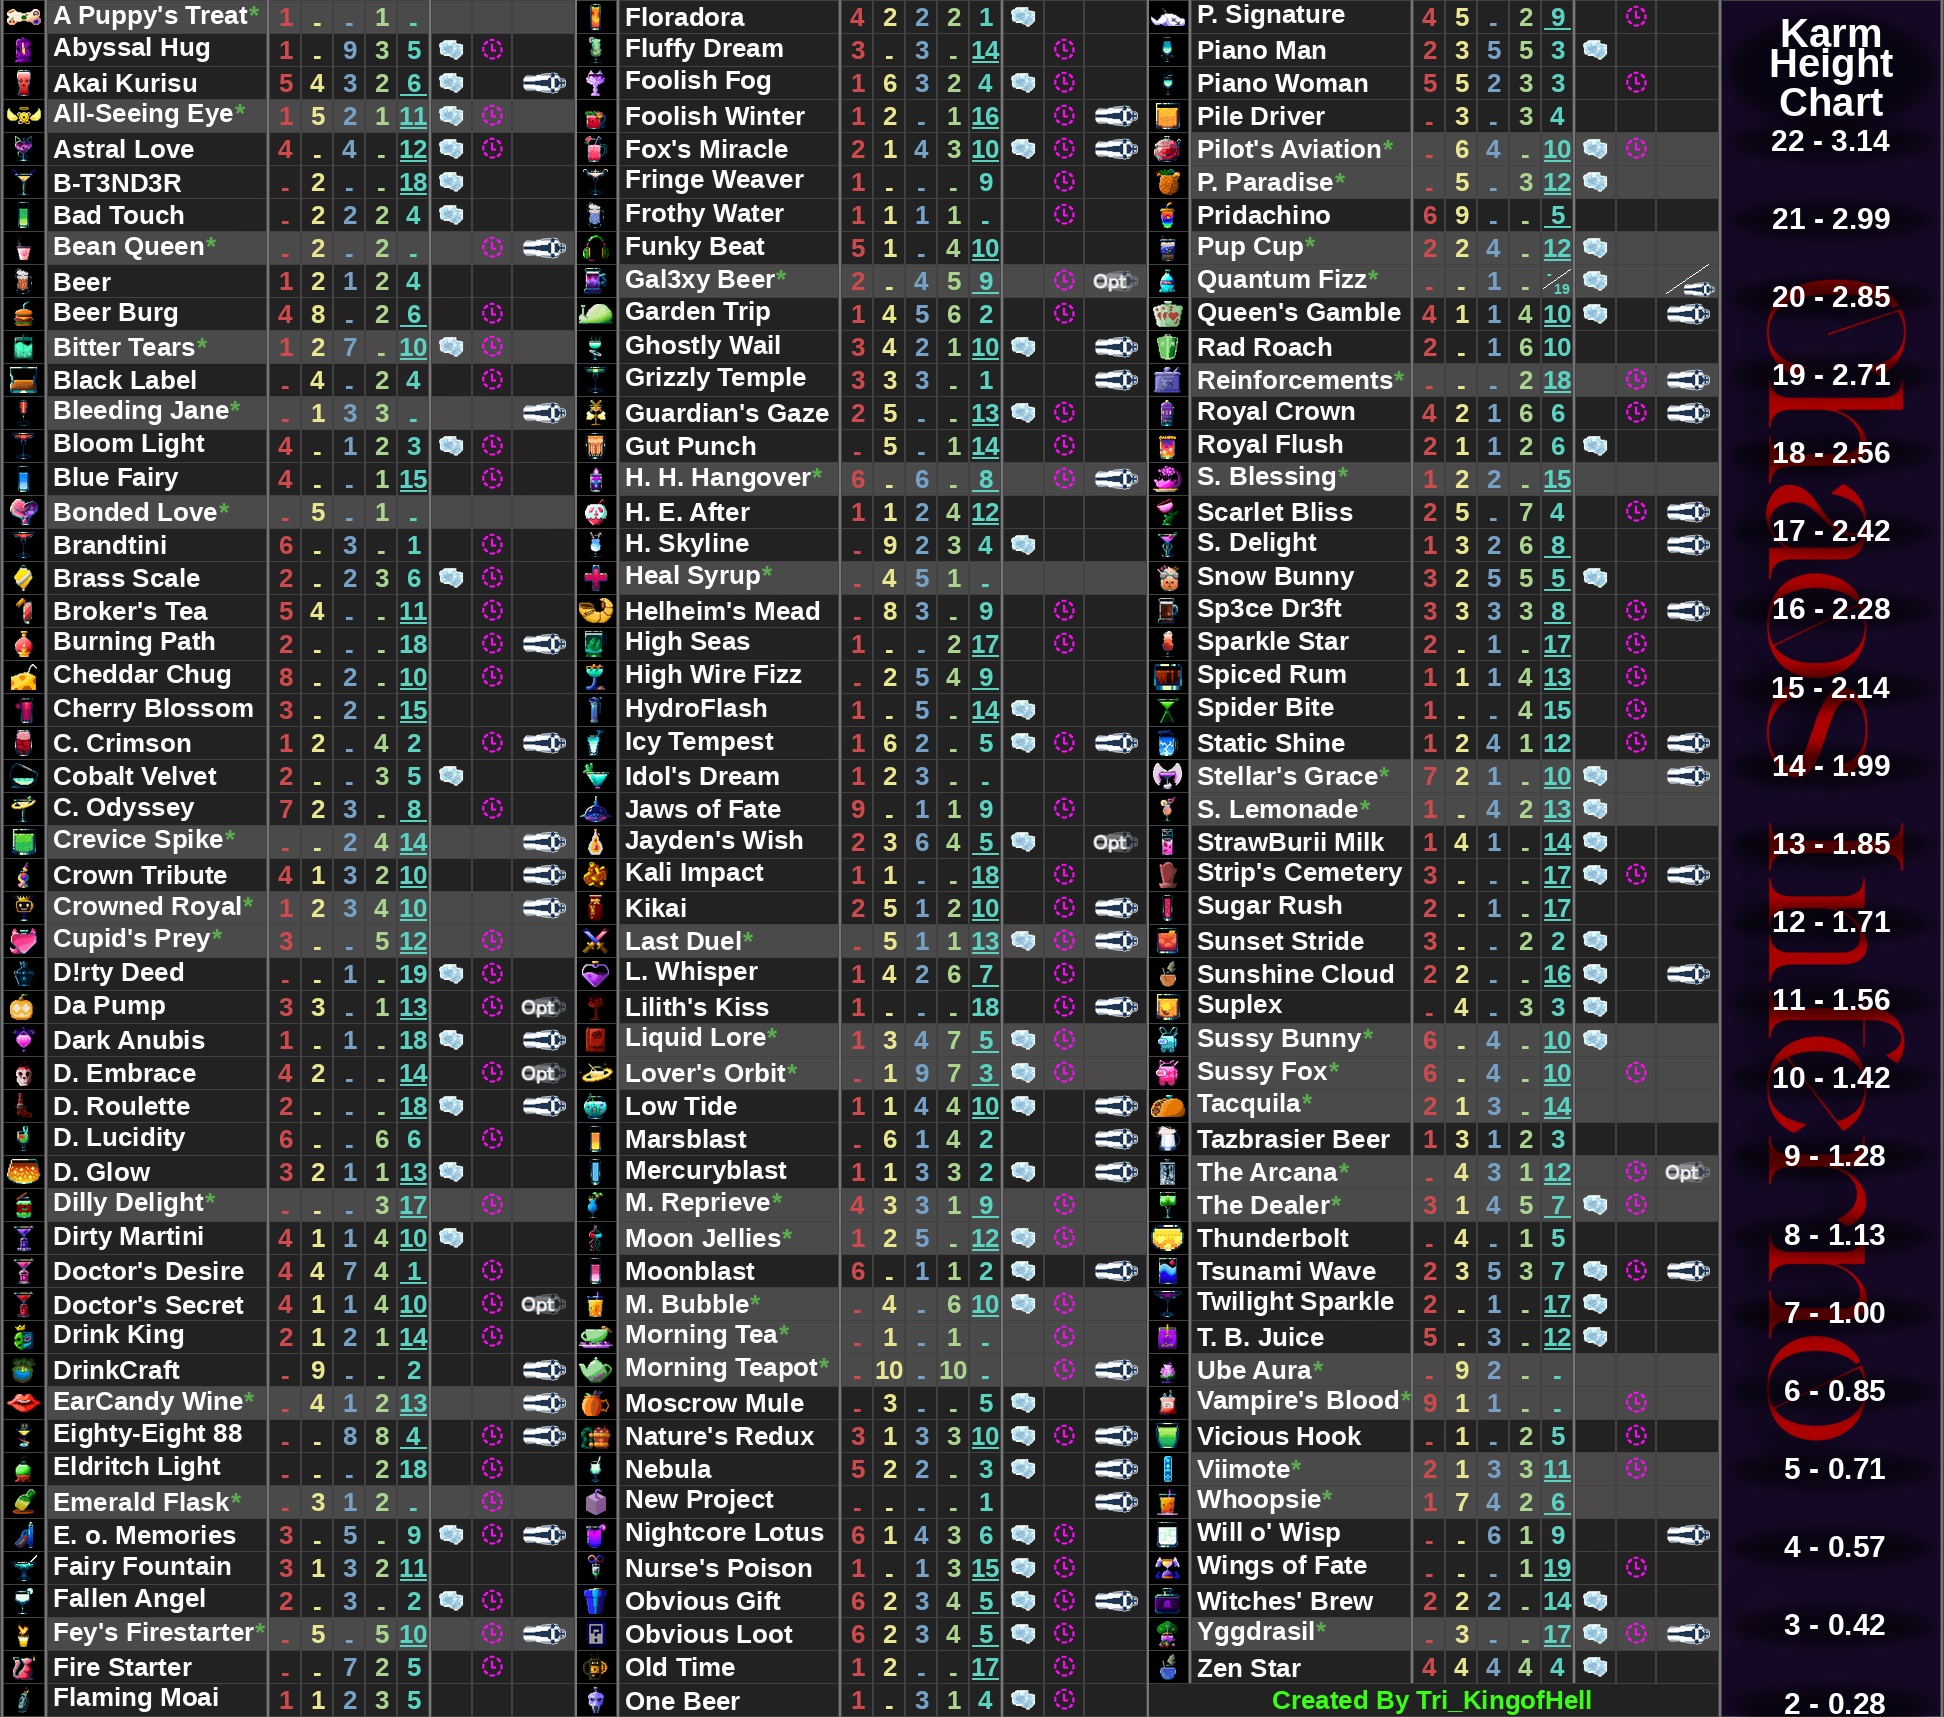 A Puppy's Treat* 1 - - 1 -
Abyssal Hug 1 - 9 3 5
Akai Kurisu 5 4 3 2 6
All-Seeing Eye* 1 5 2 1 11
Astral Love 4 - 4 - 12
B-T3ND3R - 2 - - 18
Bad Touch - 2 2 2 4
Bean Queen* - 2 - 2 -
Beer 1 2 1 2 4
Beer Burg 4 8 - 2 6
Bitter Tears* 1 2 7 - 10
Black Label - 4 - 2 4
Bleeding Jane* - 1 3 3 -
Bloom Light 4 - 1 2 3
Blue Fairy 4 - - 1 15
Bonded Love* - 5 - 1 -
Brandtini 6 - 3 - 1
Brass Scale 2 - 2 3 6
Broker's Tea 5 4 - - 11
Burning Path 2 - - - 18
Cheddar Chug 8 - 2 - 10
Cherry Blossom 3 - 2 - 15
C. Crimson 1 2 - 4 2
Cobalt Velvet 2 - - 3 5
C. Odyssey 7 2 3 - 8
Crevice Spike* - - 2 4 14
Crown Tribute 4 1 3 2 10
Crowned Royal* 1 2 3 4 10
Cupid's Prey* 3 - - 5 12
D!rty Deed - - 1 - 19
Da Pump 3 3 - 1 13 Opt
Dark Anubis 1 - 1 - 18
D. Embrace 4 2 - - 14 Opt
D. Roulette 2 - - - 18
D. Lucidity 6 - - 6 6
D. Glow 3 2 1 1 13
Dilly Delight* - - - 3 17
Dirty Martini 4 1 1 4 10
Doctor's Desire 4 4 7 4 1
Doctor's Secret 4 1 1 4 10 Opt
Drink King 2 1 2 1 14
DrinkCraft - 9 - - 2
EarCandy Wine* - 4 1 2 13
Eighty-Eight 88 - - 8 8 4
Eldritch Light - - - 2 18
Emerald Flask* - 3 1 2 -
E. o. Memories 3 - 5 - 9
Fairy Fountain 3 1 3 2 11
Fallen Angel 2 - 3 - 2
Fey's Firestarter* - 5 - 5 10
Fire Starter - - 7 2 5
Flaming Moai 1 1 2 3 5
Floradora 4 2 2 2 1
Fluffy Dream 3 - 3 - 14
Foolish Fog 1 6 3 2 4
Foolish Winter 1 2 - 1 16
Fox's Miracle 2 1 4 3 10
Fringe Weaver 1 - - - 9
Frothy Water 1 1 1 1 -
Funky Beat 5 1 - 4 10
Gal3xy Beer* 2 - 4 5 9 Opt
Garden Trip 1 4 5 6 2
Ghostly Wail 3 4 2 1 10
Grizzly Temple 3 3 3 - 1
Guardian's Gaze 2 5 - - 13
Gut Punch - 5 - 1 14
H. H. Hangover* 6 - 6 - 8
H. E. After 1 1 2 4 12
H. Skyline - 9 2 3 4
Heal Syrup* - 4 5 1 -
Helheim's Mead - 8 3 - 9
High Seas 1 - - 2 17
High Wire Fizz - 2 5 4 9
HydroFlash 1 - 5 - 14
Icy Tempest 1 6 2 - 5
Idol's Dream 1 2 3 - -
Jaws of Fate 9 - 1 1 9
Jayden's Wish 2 3 6 4 5 Opt
Kali Impact 1 1 - - 18
Kikai 2 5 1 2 10
Last Duel* - 5 1 1 13
L. Whisper 1 4 2 6 7
Lilith's Kiss 1 - - - 18
Liquid Lore* 1 3 4 7 5
Lover's Orbit* - 1 9 7 3
Low Tide 1 1 4 4 10
Marsblast - 6 1 4 2
Mercuryblast 1 1 3 3 2
M. Reprieve* 4 3 3 1 9
Moon Jellies* 1 2 5 - 12
Moonblast 6 - 1 1 2
M. Bubble* - 4 - 6 10
Morning Tea* - 1 - 1 -
Morning Teapot* - 10 - 10 -
Moscrow Mule - 3 - - 5
Nature's Redux 3 1 3 3 10
Nebula 5 2 2 - 3
New Project - - - - 1
Nightcore Lotus 6 1 4 3 6
Nurse's Poison 1 - 1 3 15
Obvious Gift 6 2 3 4 5
Obvious Loot 6 2 3 4 5
Old Time 1 2 - - 17
One Beer 1 - 3 1 4
P. Signature 4 5 - 2 9
Piano Man 2 3 5 5 3
Piano Woman 5 5 2 3 3
Pile Driver - 3 - 3 4
Pilot's Aviation* - 6 4 - 10
P. Paradise* - 5 - 3 12
Pridachino 6 9 - - 5
Pup Cup* 2 2 4 - 12
Quantum Fizz* - - 1 - -/19
Queen's Gamble 4 1 1 4 10
Rad Roach 2 - 1 6 10
Reinforcements* - - - 2 18
Royal Crown 4 2 1 6 6
Royal Flush 2 1 1 2 6
S. Blessing* 1 2 2 - 15
Scarlet Bliss 2 5 - 7 4
S. Delight 1 3 2 6 8
Snow Bunny 3 2 5 5 5
Sp3ce Dr3ft 3 3 3 3 8
Sparkle Star 2 - 1 - 17
Spiced Rum 1 1 1 4 13
Spider Bite 1 - - 4 15
Static Shine 1 2 4 1 12
Stellar's Grace* 7 2 1 - 10
S. Lemonade* 1 - 4 2 13
StrawBurii Milk 1 4 1 - 14
Strip's Cemetery 3 - - - 17
Sugar Rush 2 - 1 - 17
Sunset Stride 3 - - 2 2
Sunshine Cloud 2 2 - - 16
Suplex - 4 - 3 3
Sussy Bunny* 6 - 4 - 10
Sussy Fox* 6 - 4 - 10
Tacquila* 2 1 3 - 14
Tazbrasier Beer 1 3 1 2 3
The Arcana* - 4 3 1 12 Opt
The Dealer* 3 1 4 5 7
Thunderbolt - 4 - 1 5
Tsunami Wave 2 3 5 3 7
Twilight Sparkle 2 - 1 - 17
T. B. Juice 5 - 3 - 12
Ube Aura* - 9 2 - -
Vampire's Blood* 9 1 1 - -
Vicious Hook - 1 - 2 5
Viimote* 2 1 3 3 11
Whoopsie* 1 7 4 2 6
Will o' Wisp - - 6 1 9
Wings of Fate - - - 1 19
Witches' Brew 2 2 2 - 14
Yggdrasil* - 3 - - 17
Zen Star 4 4 4 4 4
Created By Tri_KingofHell
Karm
Height
Chart
22 - 3.14
21 - 2.99
20 - 2.85
19 - 2.71
18 - 2.56
17 - 2.42
16 - 2.28
15 - 2.14
14 - 1.99
13 - 1.85
12 - 1.71
11 - 1.56
10 - 1.42
9 - 1.28
8 - 1.13
7 - 1.00
6 - 0.85
5 - 0.71
4 - 0.57
3 - 0.42
2 - 0.28
Chaos Inferno